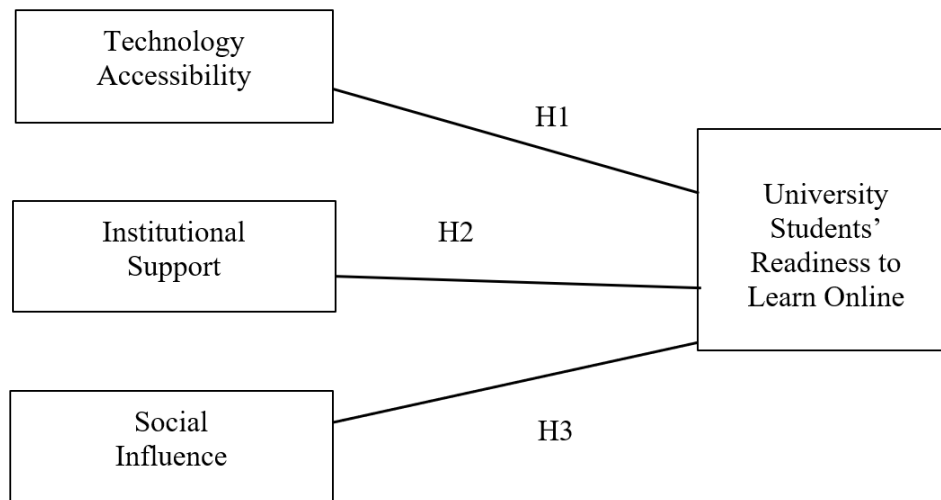 Technology
Accessibility
H1
Institutional
Support
H2
University
Students’
Readiness to
Learn Online
Social
Influence
H3